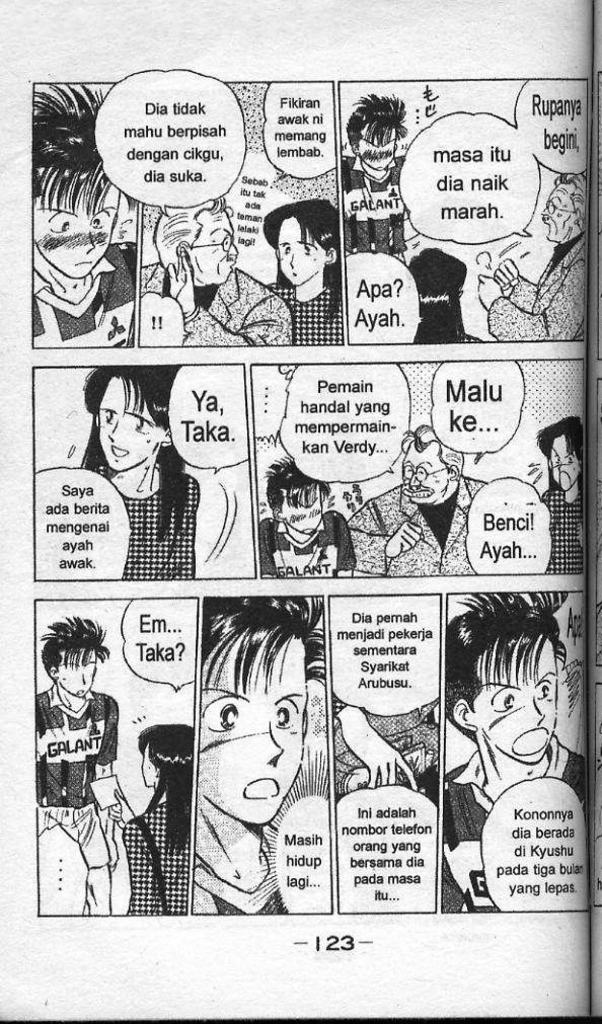 Rupanya
begini,
masa itu
dia naik
marah.
もじ…
GALANT
Apa?
Ayah.
Fikiran
awak ni
memang
lembab.
Sebab
itu tak
ada
teman
lelaki
lagi!
Dia tidak
mahu berpisah
dengan cikgu,
dia suka.
!!
Malu
ke...
Pemain
handal yang
mempermain-
kan Verdy...
...
Benci!
Ayah...
GALANT
Ya,
Taka.
Saya
ada berita
mengenai
ayah
awak.
Kononnya
dia berada
di Kyushu
pada tiga bulan
yang lepas.
Dia pernah
menjadi pekerja
sementara
Syarikat
Arubusu.
Ini adalah
nombor telefon
orang yang
bersama dia
pada masa
itu...
Masih
hidup
lagi...
Em...
Taka?
GALANT
....
-123-